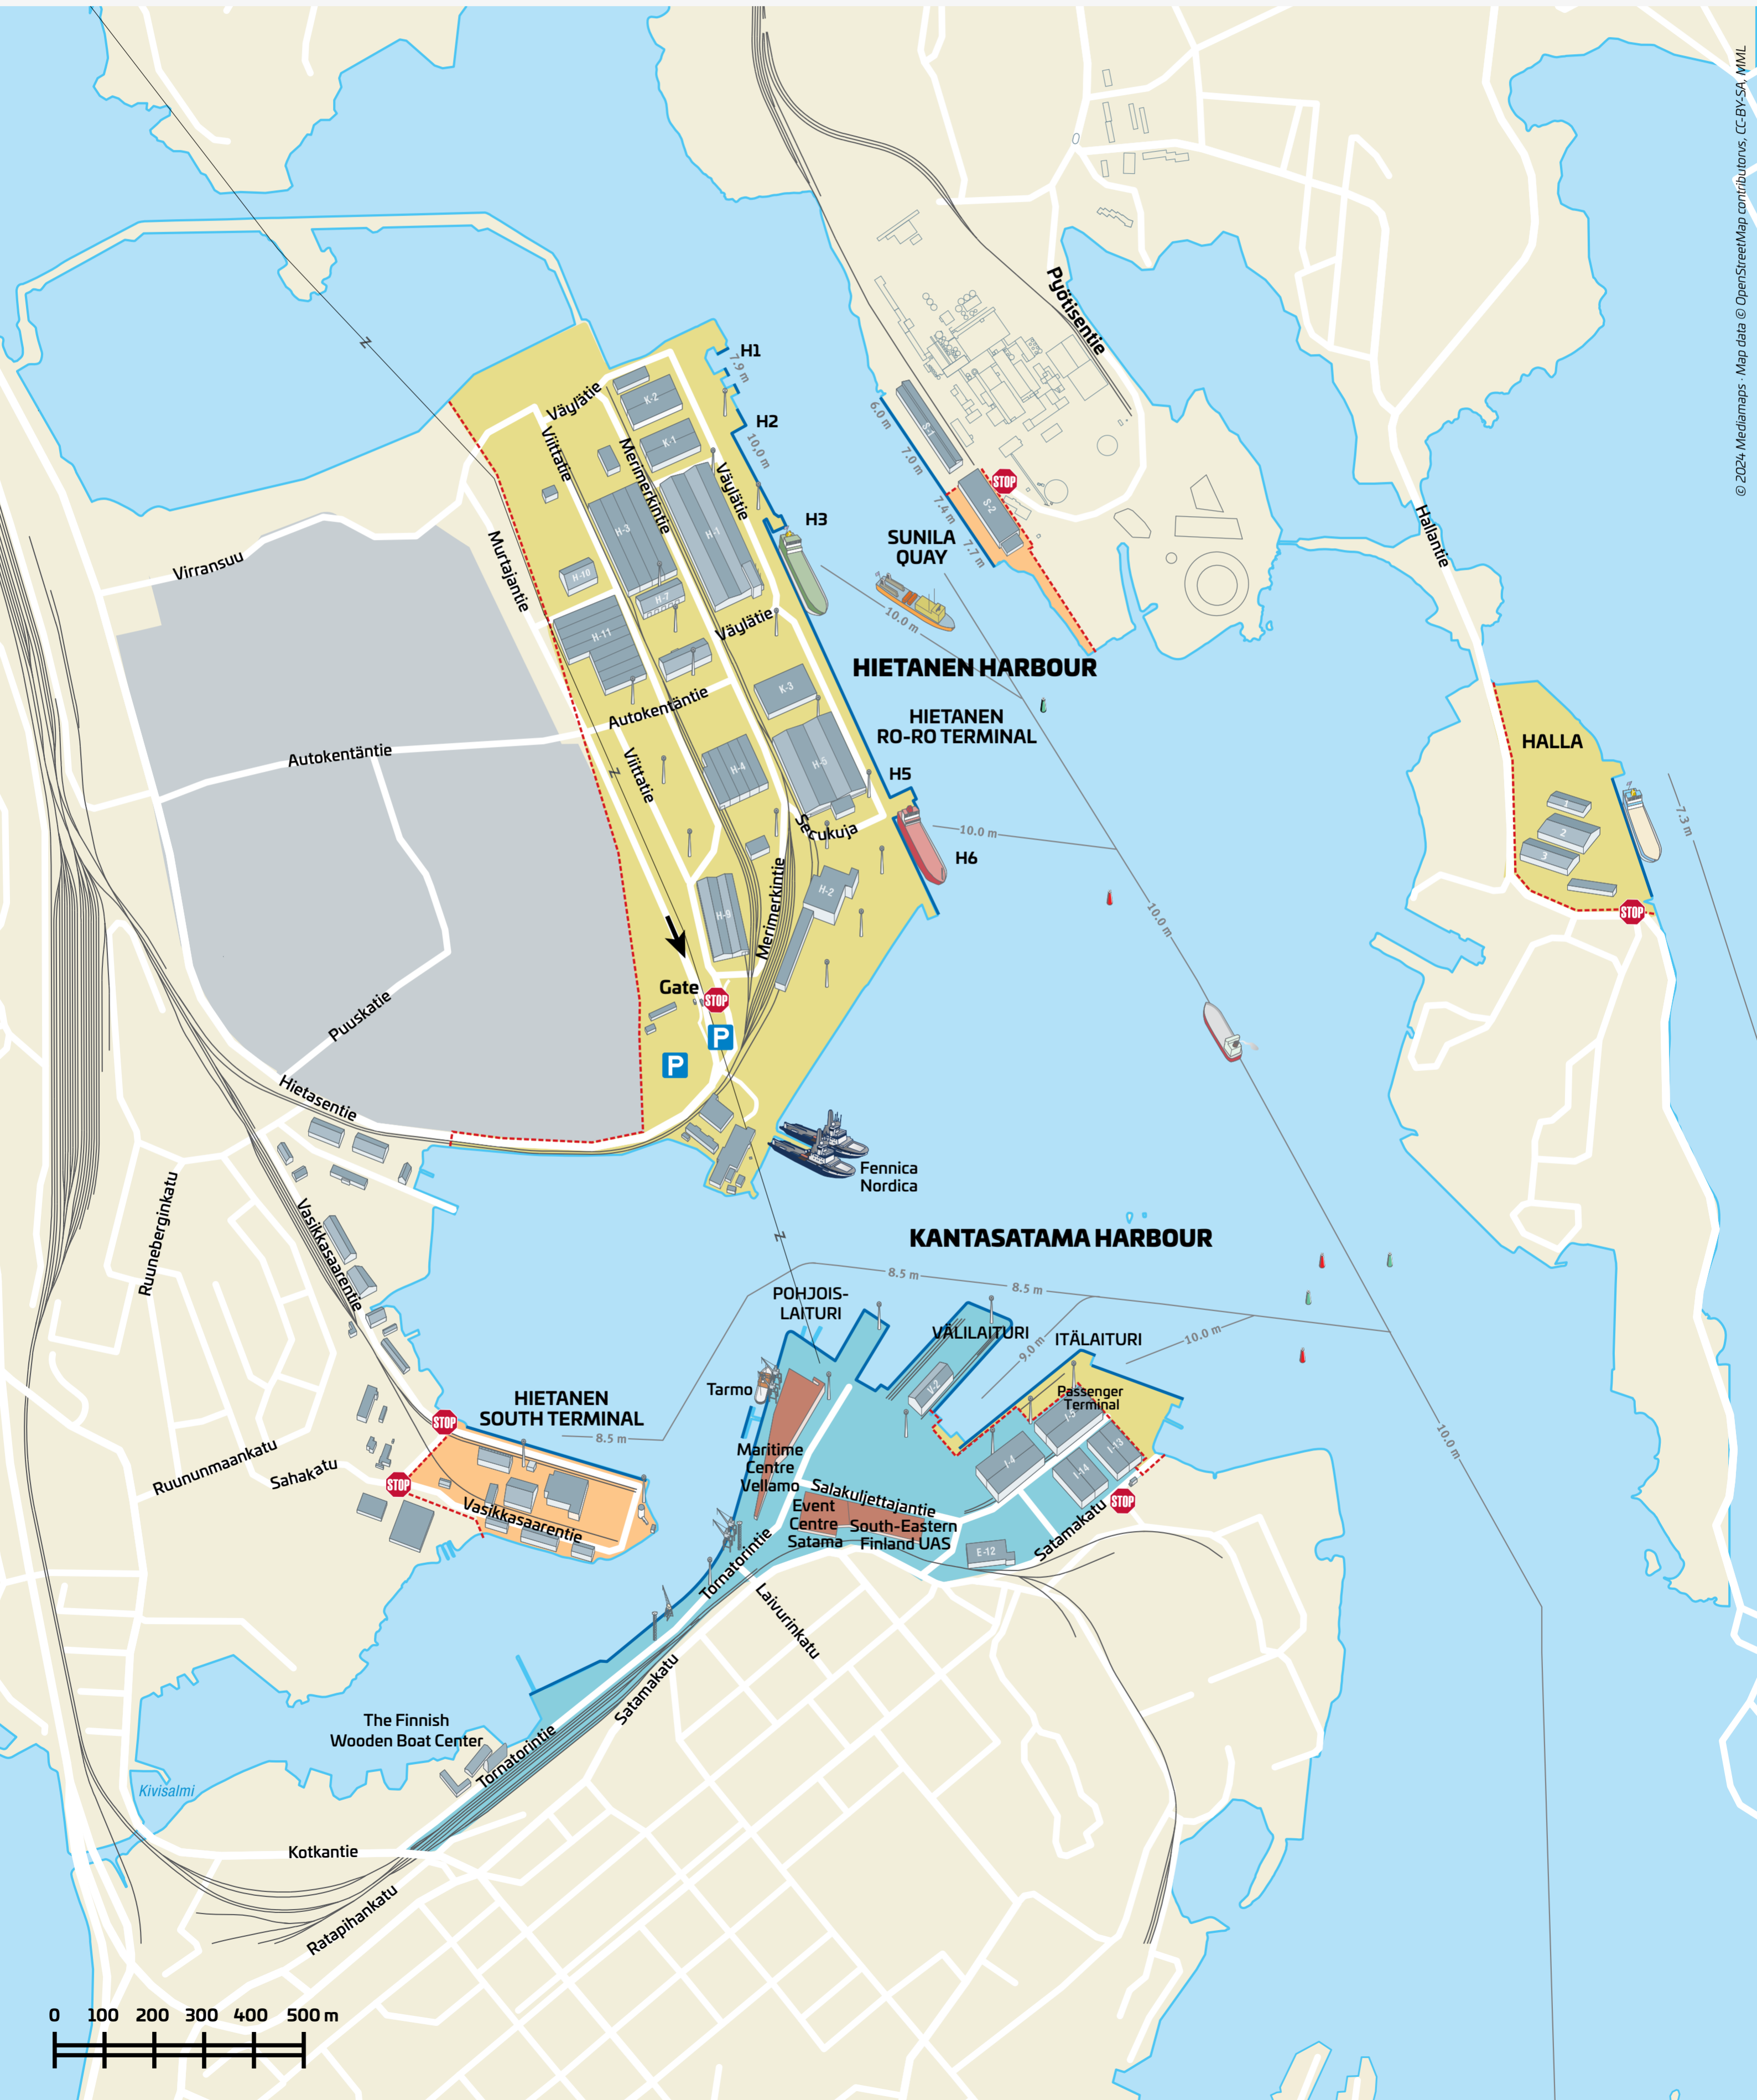 © 2024 Mediamaps · Map data © OpenStreetMap contributorvs, CC-BY-SA, MML
Pyötisentie
H1
7.9 m
H2
10,0 m
H3
Väylätie
Viittatie
Merimerkintie
Väylätie
K-2
K-1
H-3
H-1
H-10
H-7
H-11
Murtajantie
Virransuu
6.0 m
7.0 m
7.4 m
7.7 m
S-1
S-2
STOP
SUNILA
QUAY
Hallantie
10.0 m
Väylätie
HIETANEN HARBOUR
K-3
Autokentäntie
HIETANEN
RO-RO TERMINAL
HALLA
1
2
3
STOP
7.3 m
Autokentäntie
Viittatie
H-4
H-5
H5
Secukuja
10.0 m
H6
H-9
H-2
Merimerkintie
10.0 m
Gate
STOP
P
P
Puuskatie
Hietasentie
Fennica
Nordica
KANTASATAMA HARBOUR
Ruuneberginkatu
Vasikkasaarentie
8.5 m
8.5 m
POHJOIS-
LAITURI
VÄLILAITURI
ITÄLAITURI
9.0 m
10.0 m
V-2
Tarmo
Passenger
Terminal
I-5
I-4
I-13
I-14
STOP
10.0 m
HIETANEN
SOUTH TERMINAL
8.5 m
STOP
STOP
Ruununmaankatu
Sahakatu
Vasikkasaarentie
Maritime
Centre
Vellamo
Salakuljettajantie
Event
Centre
Satama
South-Eastern
Finland UAS
E-12
Satamakatu
Tornatorintie
Laivurinkatu
Satamakatu
The Finnish
Wooden Boat Center
Tornatorintie
Kivisalmi
Kotkantie
Ratapihankatu
0 100 200 300 400 500 m